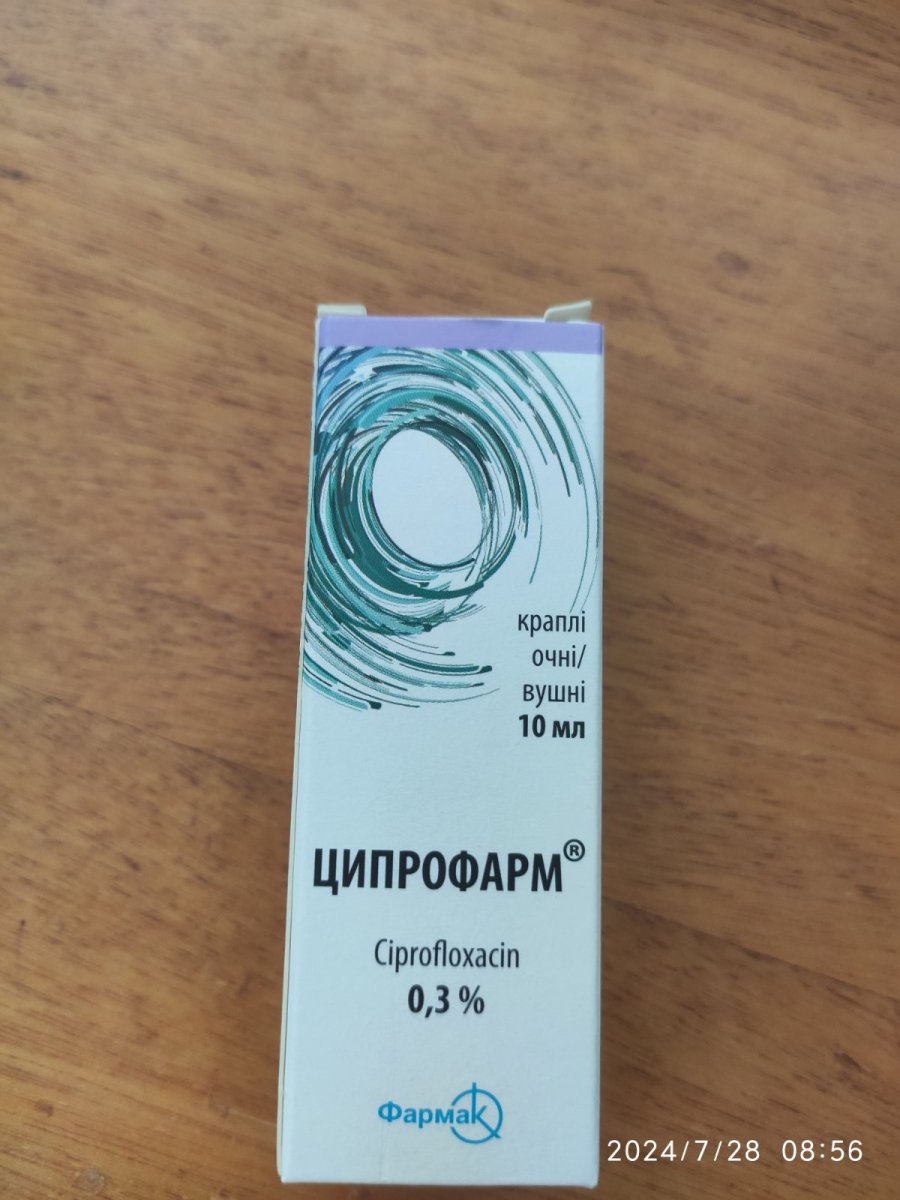 краплі
очні/
вушні
10 мл
ЦИПРОФАРМ®
Ciprofloxacin
0,3 %
Фармак
2024/7/28 08:56